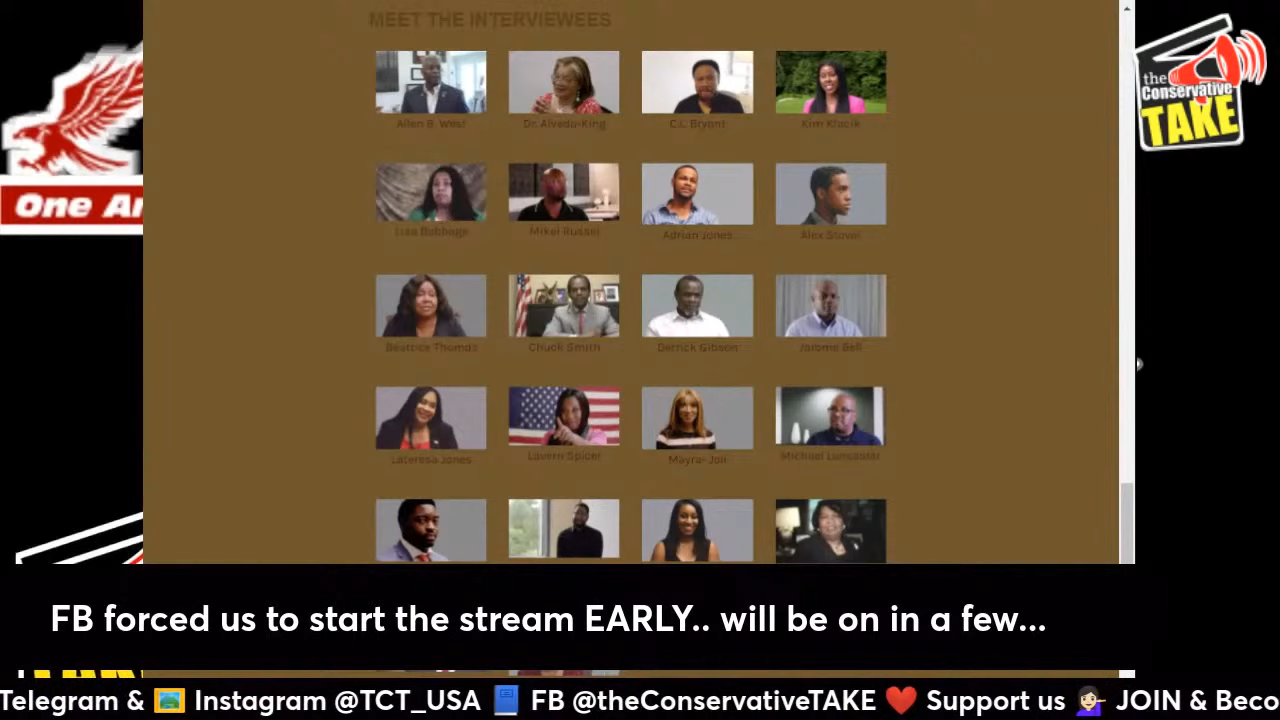 MEET THE INTERVIEWEES
the
Conservative
TAKE
Allen B. West
Dr. Alveda King
C.L. Bryant
Kim Klacik
One Am
Lisa Babbage
Mikel Russel
Adrian Jones
Alex Stovel
Beatrice Thomas
Chuck Smith
Derrick Gibson
Jerome Bell
Lateresa Jones
Lavern Spicer
Mayra Joli
Michael Lancaster
FB forced us to start the stream EARLY.. will be on in a few...
Telegram & Instagram @TCT_USA FB @theConservativeTAKE Support us JOIN & Beco